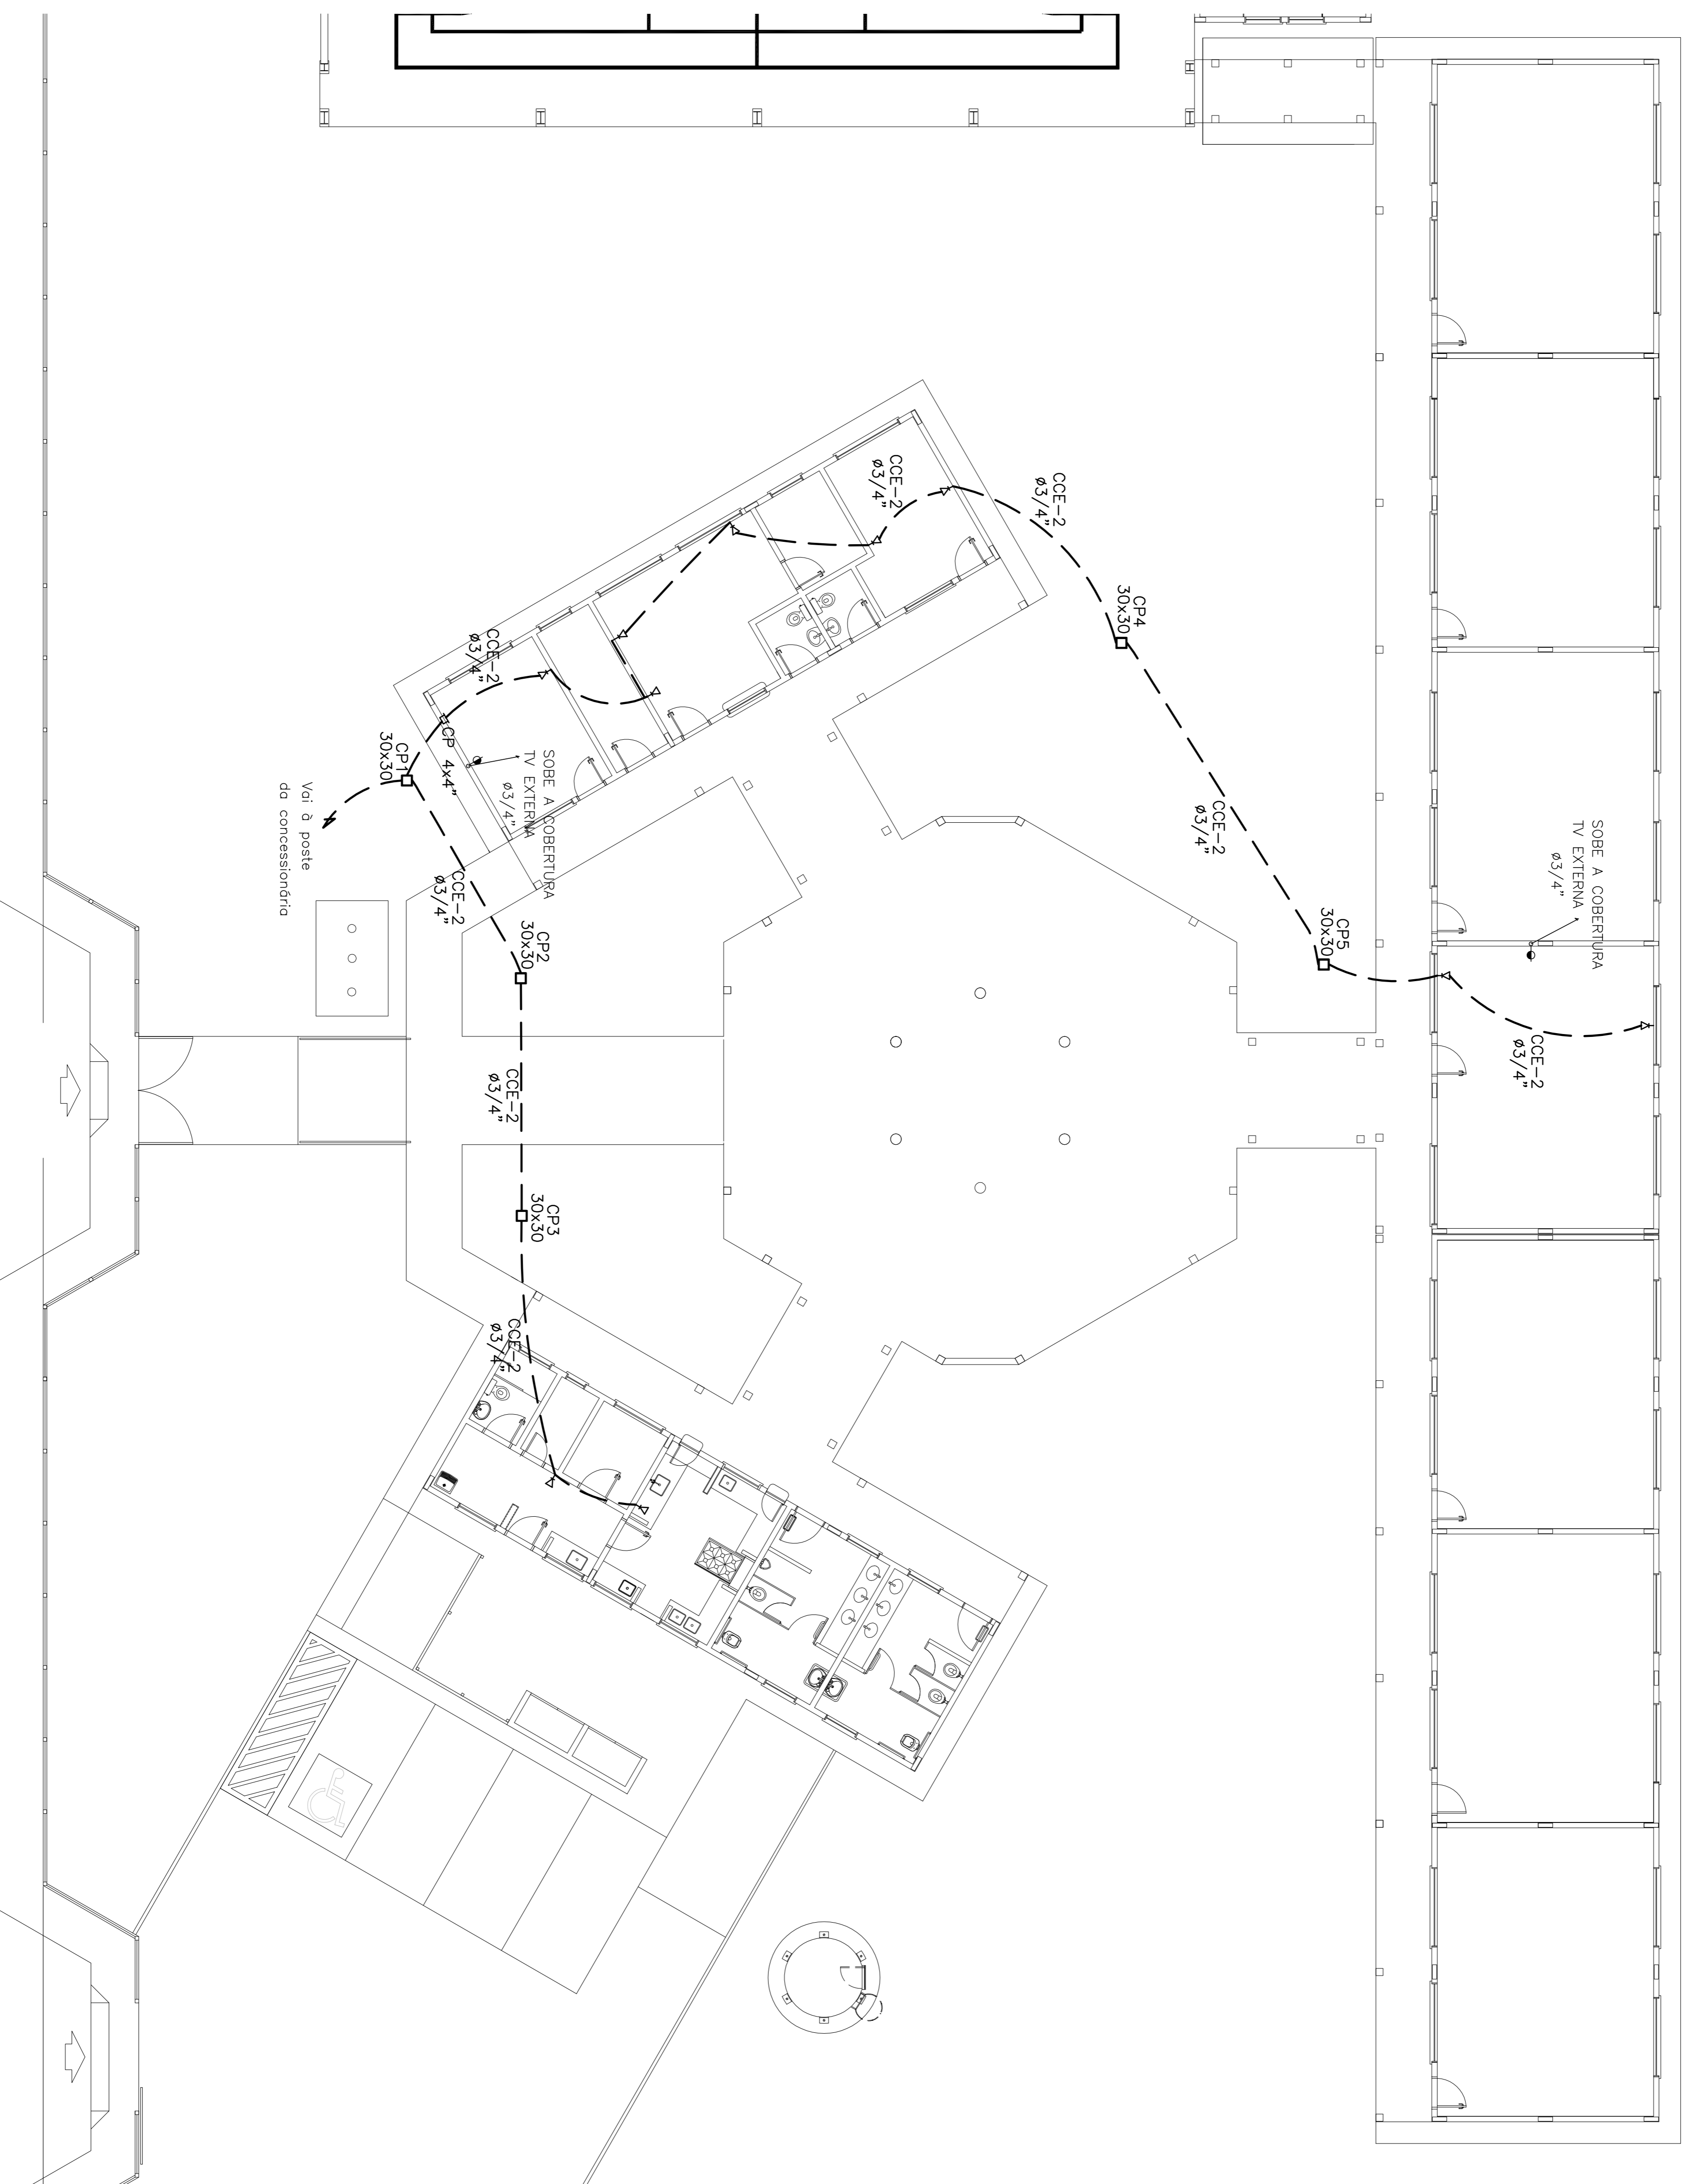 CCE-2
ø3/4"
CCE-2
ø3/4"
CP4
30x30
CCE-2
ø3/4"
CP 4x4"
CP1
30x30
SOBE A COBERTURA
TV EXTERNA
ø3/4"
Vai à poste
da concessionária
CCE-2
ø3/4"
CCE-2
ø3/4"
SOBE A COBERTURA
TV EXTERNA
ø3/4"
CP5
30x30
CP2
30x30
CCE-2
ø3/4"
CCE-2
ø3/4"
CP3
30x30
CCE-2
ø3/4"